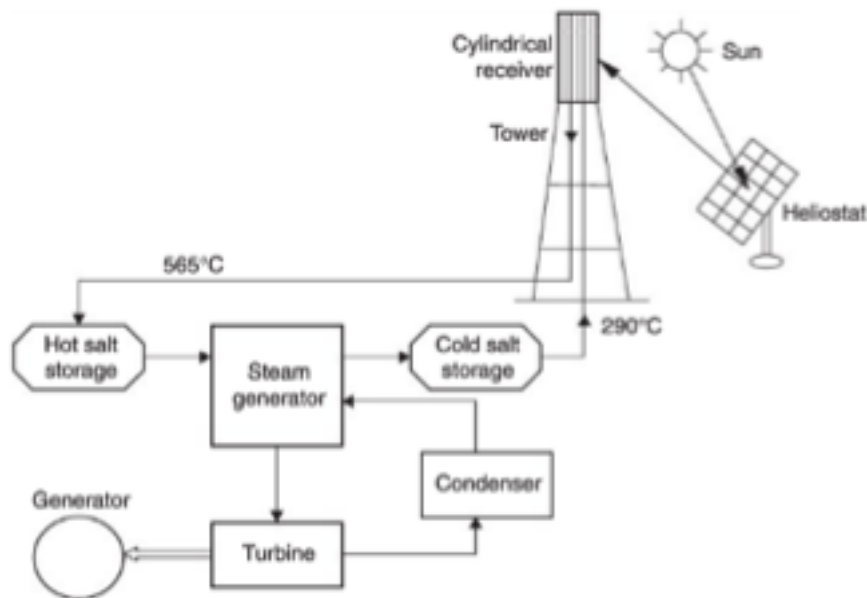 Cylindrical
receiver
Sun
Tower
Heliostat
565°C
290°C
Hot salt
storage
Steam
generator
Cold salt
storage
Condenser
Generator
Turbine